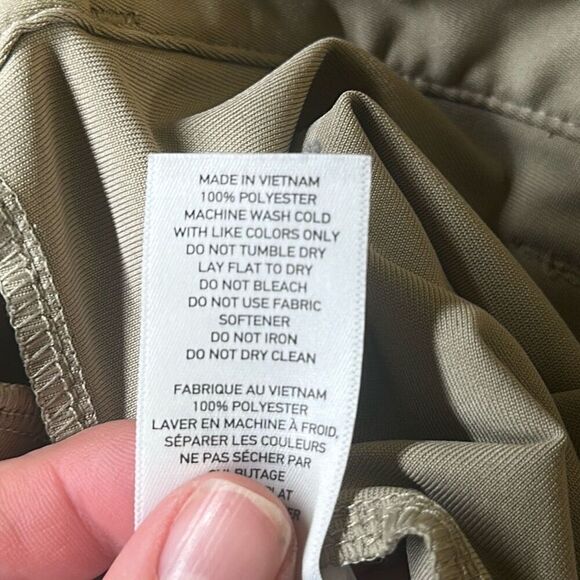 MADE IN VIETNAM
100% POLYESTER
MACHINE WASH COLD
WITH LIKE COLORS ONLY
DO NOT TUMBLE DRY
LAY FLAT TO DRY
DO NOT BLEACH
DO NOT USE FABRIC
SOFTENER
DO NOT IRON
DO NOT DRY CLEAN
FABRIQUE AU VIETNAM
100% POLYESTER
LAVER EN MACHINE À FROID,
SÉPARER LES COULEURS
NE PAS SÉCHER PAR